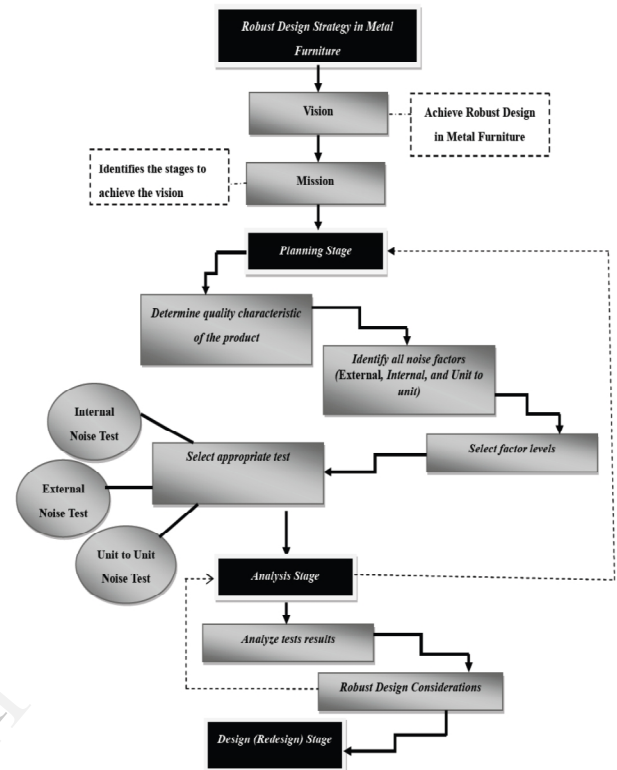 Robust Design Strategy in Metal
Furniture
Vision
Achieve Robust Design
in Metal Furniture
Identifies the stages to
achieve the vision
Mission
Planning Stage
Determine quality characteristic
of the product
Identify all noise factors
(External, Internal, and Unit to
unit)
Internal
Noise Test
Select appropriate test
Select factor levels
External
Noise Test
Unit to Unit
Noise Test
Analysis Stage
Analyze tests results
Robust Design Considerations
Design (Redesign) Stage